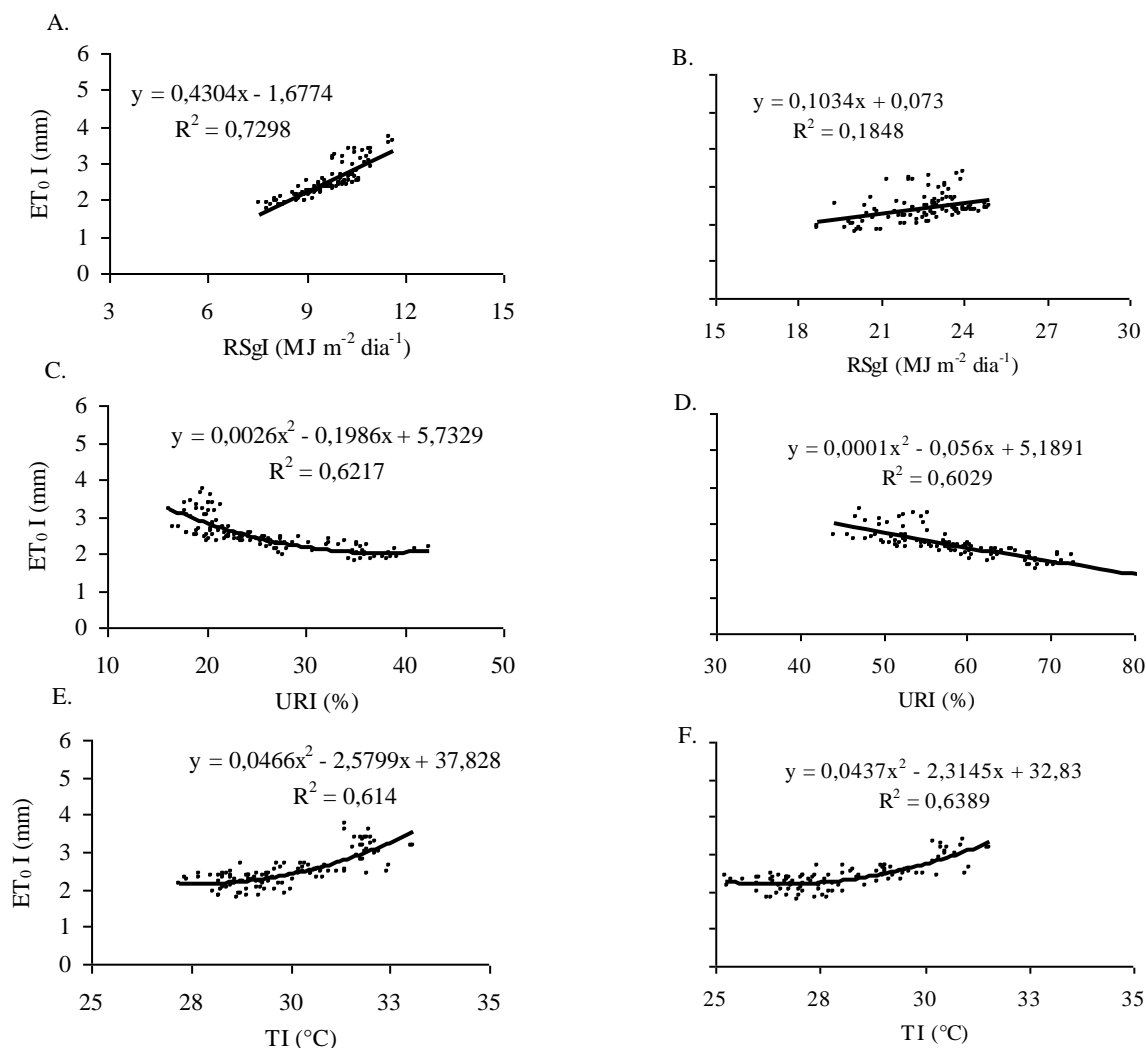 A.
6
5
4
3
2
1
0
ET₀ I (mm)
y = 0,4304x - 1,6774
R² = 0,7298
3 6 9 12 15
RSgI (MJ m⁻² dia⁻¹)
B.
y = 0,1034x + 0,073
R² = 0,1848
15 18 21 24 27 30
RSgI (MJ m⁻² dia⁻¹)
C.
6
5
4
3
2
1
0
ET₀ I (mm)
y = 0,0026x² - 0,1986x + 5,7329
R² = 0,6217
10 20 30 40 50
URI (%)
D.
y = 0,0001x² - 0,056x + 5,1891
R² = 0,6029
30 40 50 60 70 80
URI (%)
E.
6
5
4
3
2
1
0
ET₀ I (mm)
y = 0,0466x² - 2,5799x + 37,828
R² = 0,614
25 28 30 33 35
TI (°C)
F.
y = 0,0437x² - 2,3145x + 32,83
R² = 0,6389
25 28 30 33 35
TI (°C)